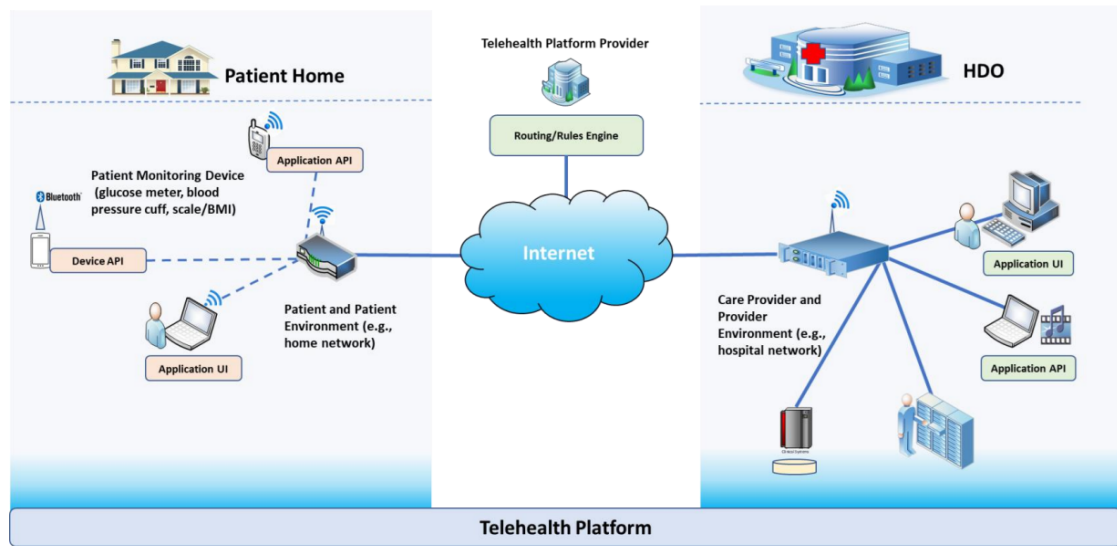 Patient Home
Telehealth Platform Provider
HDO
Routing/Rules Engine
Application API
Patient Monitoring Device
(glucose meter, blood
pressure cuff, scale/BMI)
Bluetooth
Device API
Internet
Patient and Patient
Environment (e.g.,
home network)
Application UI
Care Provider and
Provider
Environment (e.g.,
hospital network)
Application UI
Application API
Clinical Systems
Telehealth Platform